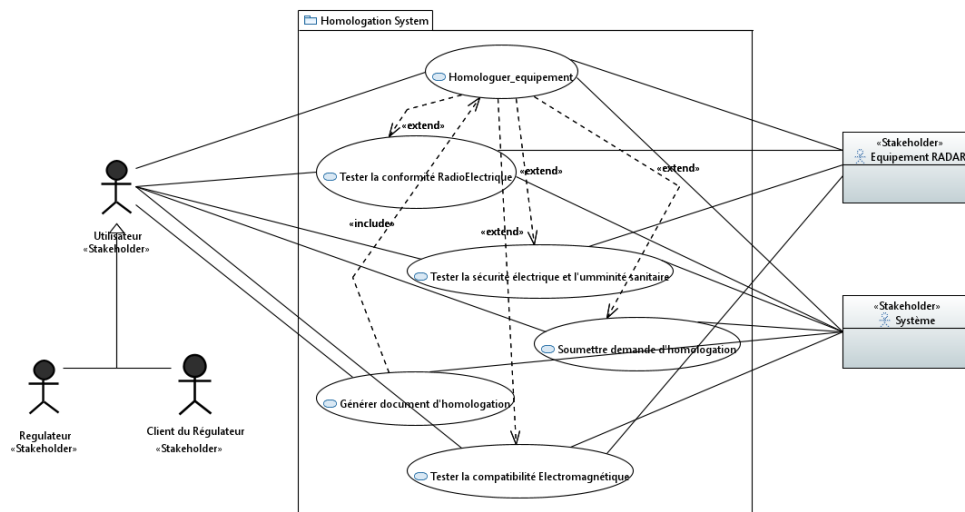 Homologation System
Homologuer_equipement
«extend»
«Stakeholder»
Equipement RADAR
«extend»
«extend»
Tester la conformité RadioElectrique
«include»
«extend»
Utilisateur
«Stakeholder»
Tester la sécurité électrique et l'umminité sanitaire
«Stakeholder»
Système
Soumettre demande d'homologation
Générer document d'homologation
Regulateur
«Stakeholder»
Client du Régulateur
«Stakeholder»
Tester la compatibilité Electromagnétique